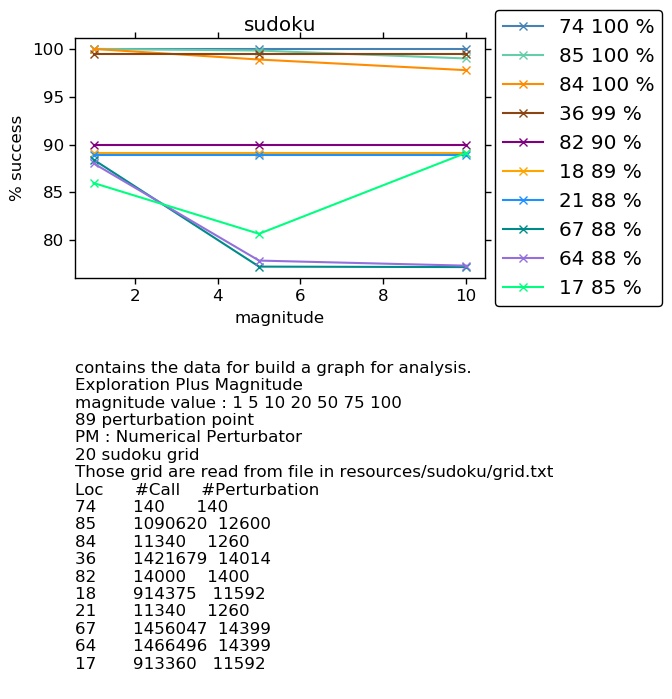 sudoku
100
95
90
85
80
% success
2
4
6
8
10
magnitude
74 100 %
85 100 %
84 100 %
36 99 %
82 90 %
18 89 %
21 88 %
67 88 %
64 88 %
17 85 %
contains the data for build a graph for analysis.
Exploration Plus Magnitude
magnitude value : 1 5 10 20 50 75 100
89 perturbation point
PM : Numerical Perturbator
20 sudoku grid
Those grid are read from file in resources/sudoku/grid.txt
Loc #Call #Perturbation
74 140 140
85 1090620 12600
84 11340 1260
36 1421679 14014
82 14000 1400
18 914375 11592
21 11340 1260
67 1456047 14399
64 1466496 14399
17 913360 11592